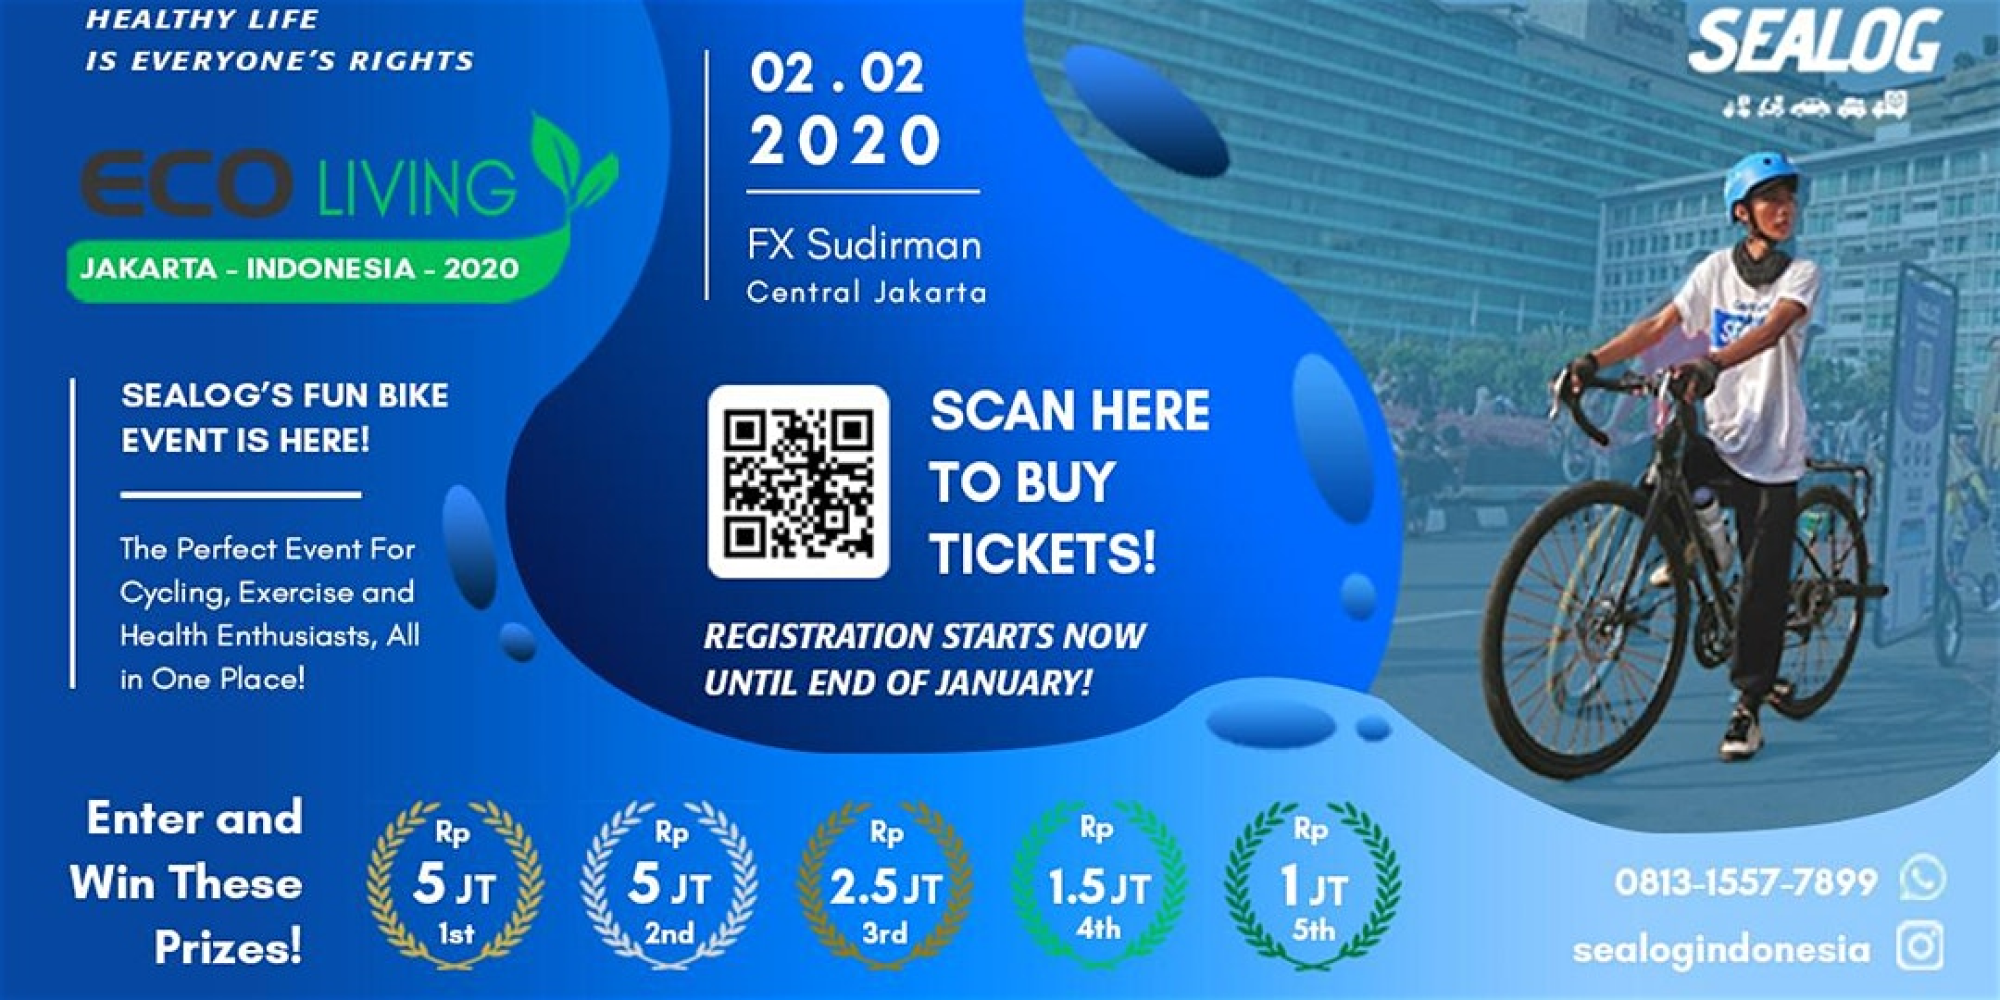 HEALTHY LIFE
IS EVERYONE'S RIGHTS
ECO LIVING
JAKARTA - INDONESIA - 2020
SEALOG'S FUN BIKE
EVENT IS HERE!
The Perfect Event For
Cycling, Exercise and
Health Enthusiasts, All
in One Place!
02 . 02
2020
FX Sudirman
Central Jakarta
SCAN HERE
TO BUY
TICKETS!
REGISTRATION STARTS NOW
UNTIL END OF JANUARY!
SEALOG
Enter and
Win These
Prizes!
Rp
5 JT
1st
Rp
5 JT
2nd
Rp
2.5 JT
3rd
Rp
1.5 JT
4th
Rp
1 JT
5th
0813-1557-7899
sealogindonesia